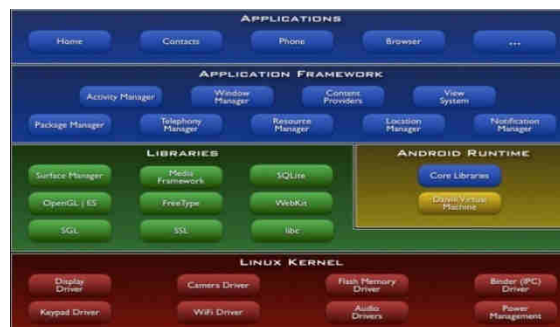 APPLICATIONS
Home
Contacts
Phone
Browser
...
APPLICATION FRAMEWORK
Activity Manager
Window
Manager
Content
Providers
View
System
Package Manager
Telephony
Manager
Resource
Manager
Location
Manager
Notification
Manager
LIBRARIES
Surface Manager
Media
Framework
SQLite
OpenGL | ES
FreeType
WebKit
SGL
SSL
libc
ANDROID RUNTIME
Core Libraries
Dalvik Virtual
Machine
LINUX KERNEL
Display
Driver
Camera Driver
Flash Memory
Driver
Binder (IPC)
Driver
Keypad Driver
WiFi Driver
Audio
Drivers
Power
Management